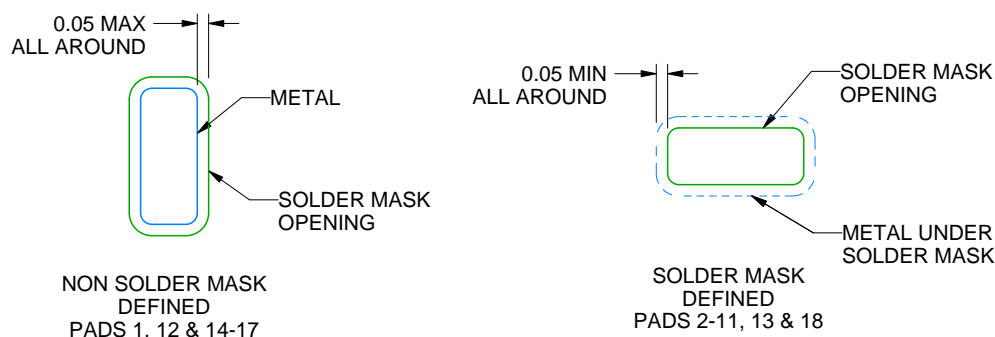 0.05 MAX
ALL AROUND
METAL
SOLDER MASK
OPENING
NON SOLDER MASK
DEFINED
PADS 1, 12 & 14-17
0.05 MIN
ALL AROUND
SOLDER MASK
OPENING
METAL UNDER
SOLDER MASK
SOLDER MASK
DEFINED
PADS 2-11, 13 & 18